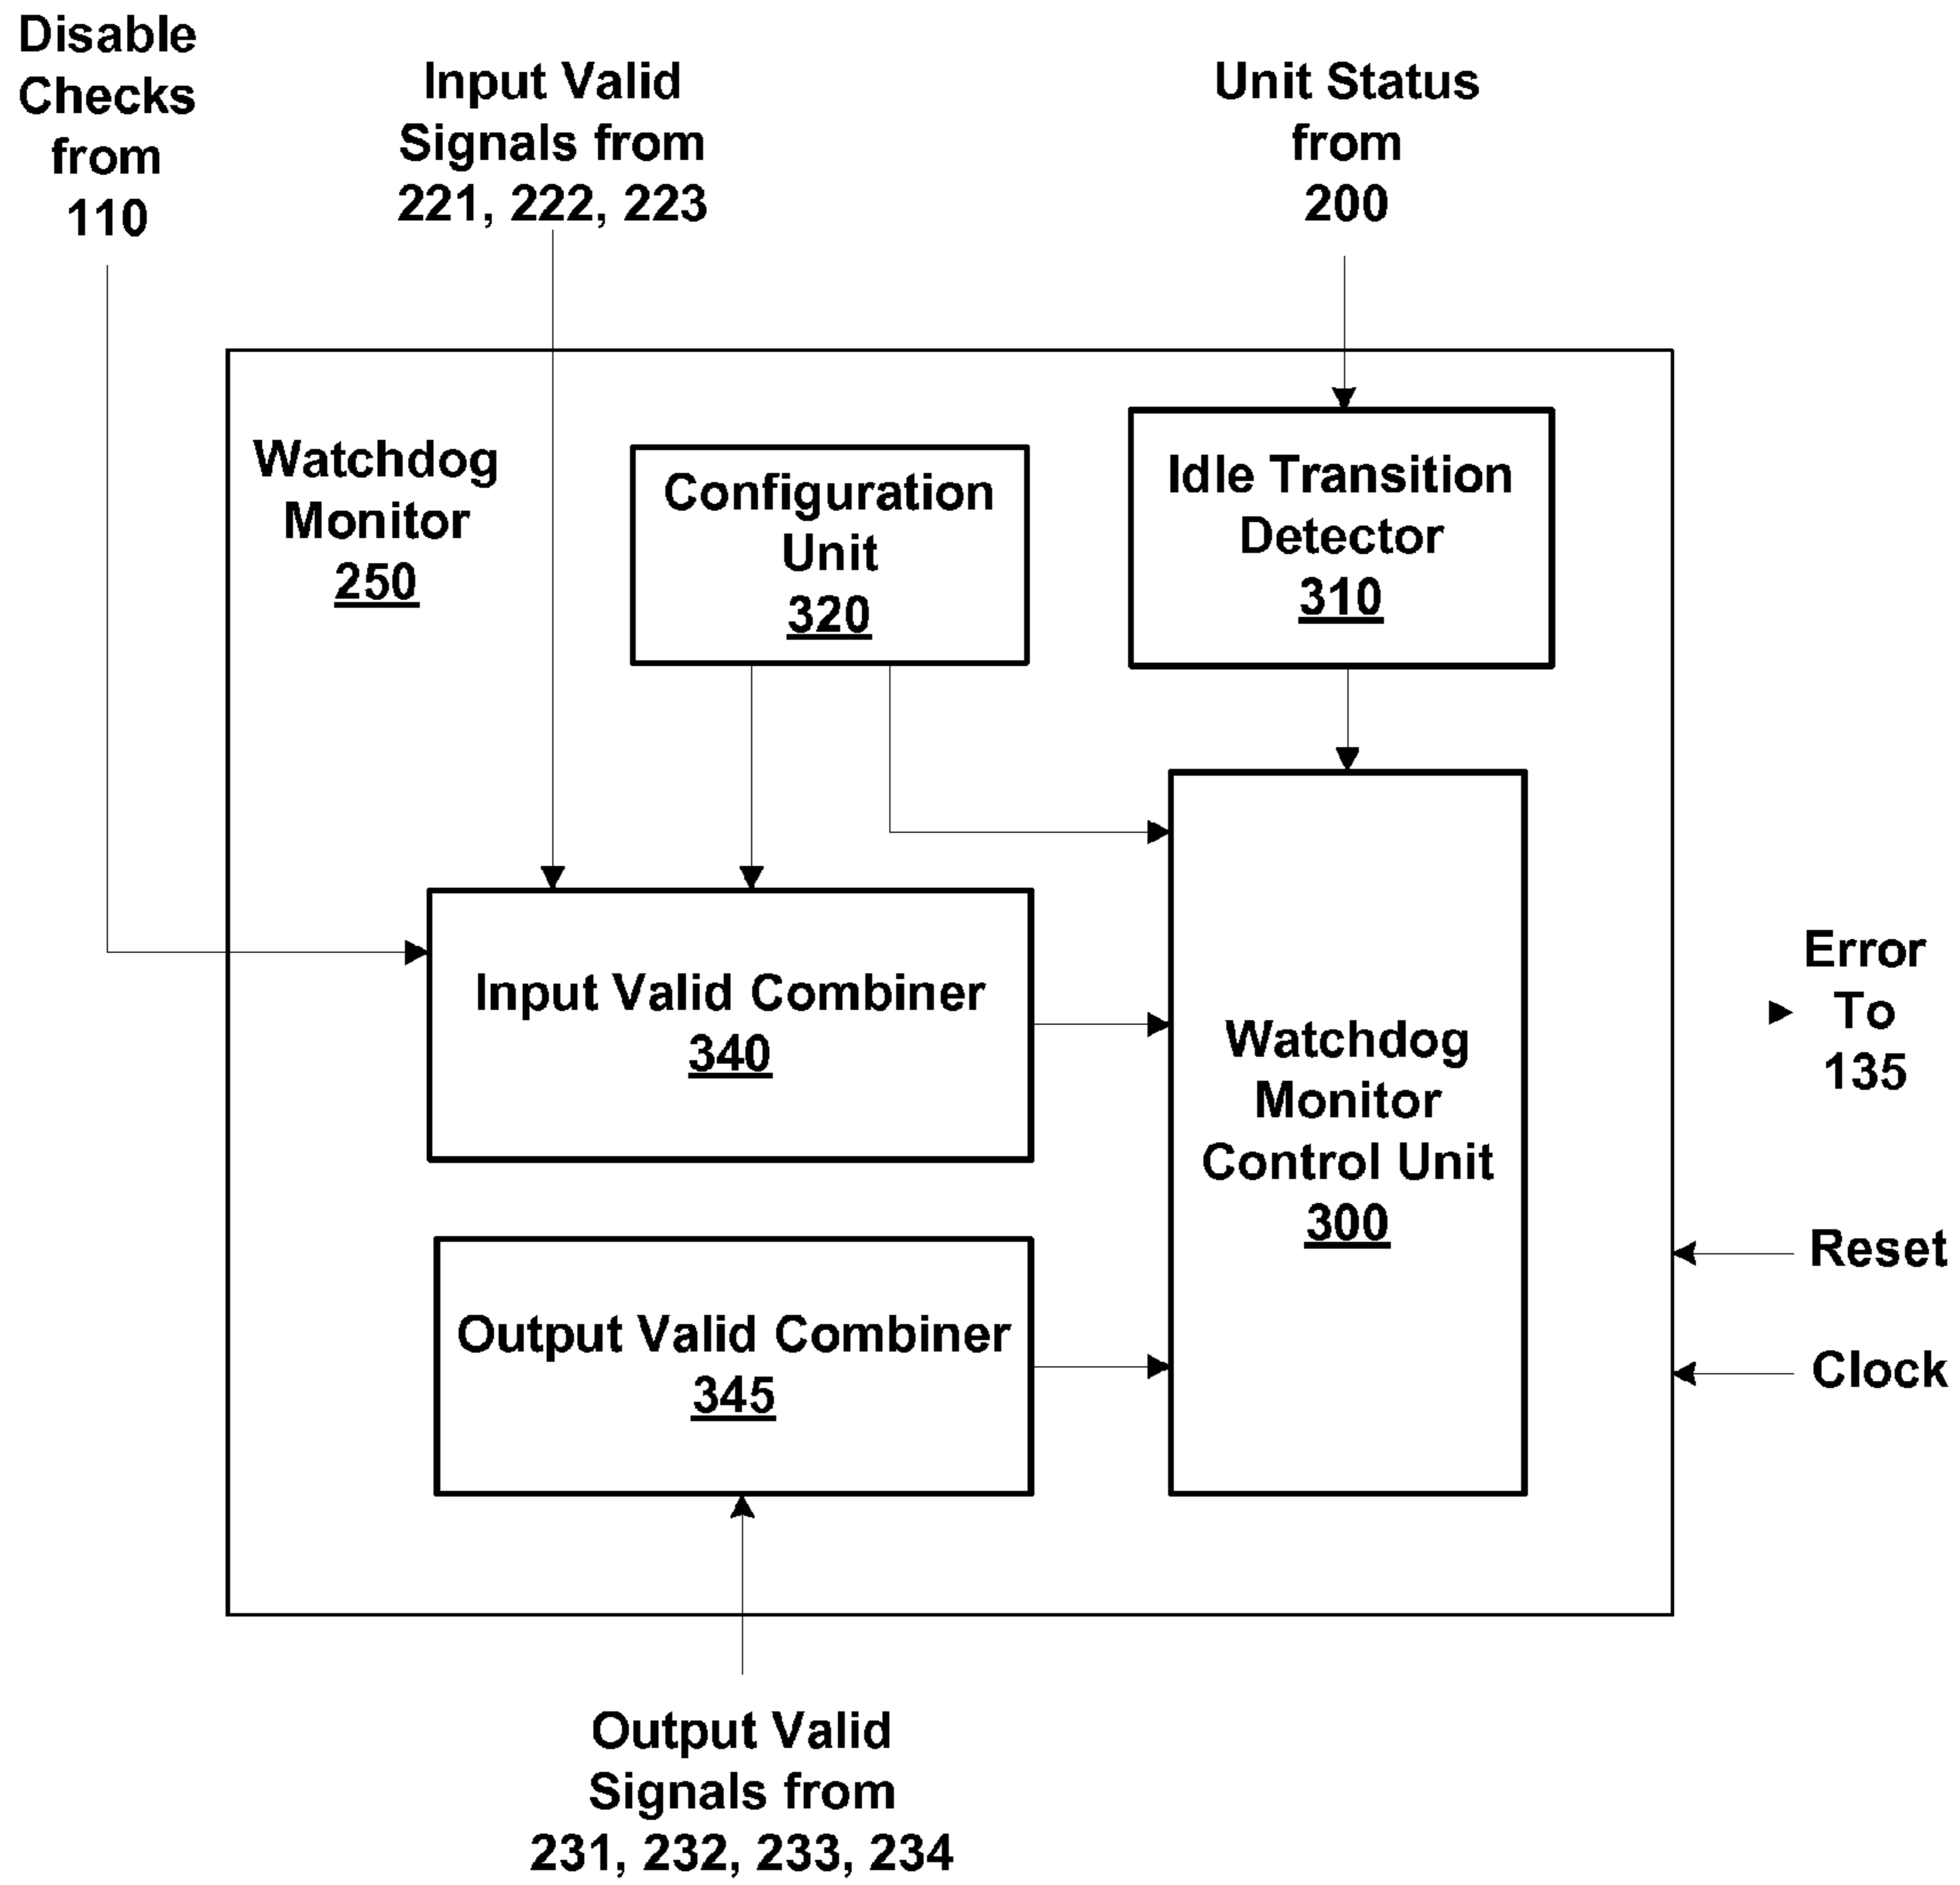 Disable
Checks
from
110
Input Valid
Signals from
221, 222, 223
Unit Status
from
200
Watchdog
Monitor
250
Configuration
Unit
320
Idle Transition
Detector
310
Input Valid Combiner
340
Watchdog
Monitor
Control Unit
300
Error
To
135
Output Valid Combiner
345
Reset
Clock
Output Valid
Signals from
231, 232, 233, 234